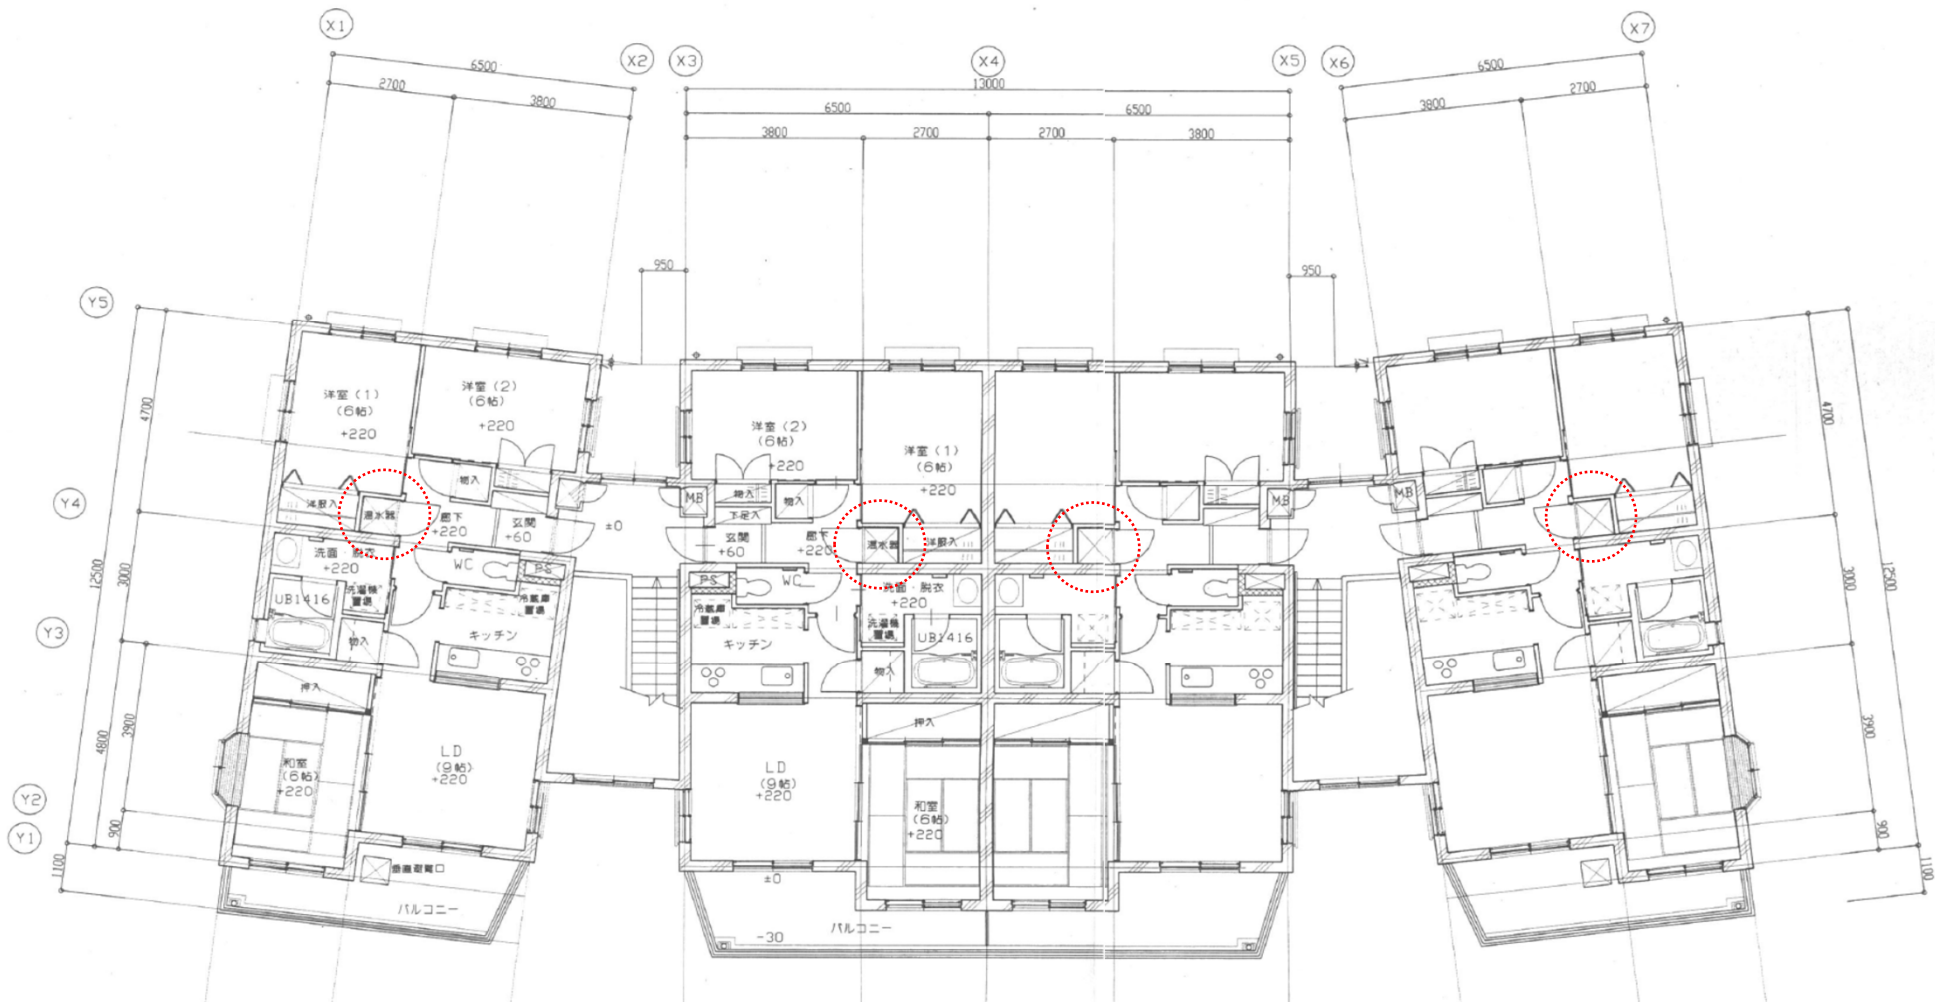 X1
X2
X3
X4
X5
X6
X7
6500
2700
3800
13000
6500
6500
3800
2700
2700
3800
6500
3800
2700
950
950
Y5
Y4
Y3
Y2
Y1
12500
4700
3000
4800
3900
900
1100
4700
3000
12500
3900
900
1100
洋室(1)
(6帖)
+220
洋室(2)
(6帖)
+220
物入
洋服入
温水器
廊下
+220
玄関
+60
±0
洗面・脱衣
+220
WC
PS
UB1416
洗濯機
置場
冷蔵庫
置場
キッチン
物入
押入
和室
(6帖)
+220
LD
(9帖)
+220
垂直避難口
バルコニー
洋室(2)
(6帖)
+220
洋室(1)
(6帖)
+220
MB
物入
下足入
物入
玄関
+60
廊下
+220
温水器
洋服入
PS
WC
洗面・脱衣
+220
冷蔵庫
置場
洗濯機
置場
キッチン
UB1416
物入
押入
LD
(9帖)
+220
和室
(6帖)
+220
±0
バルコニー
-30
MB
MB